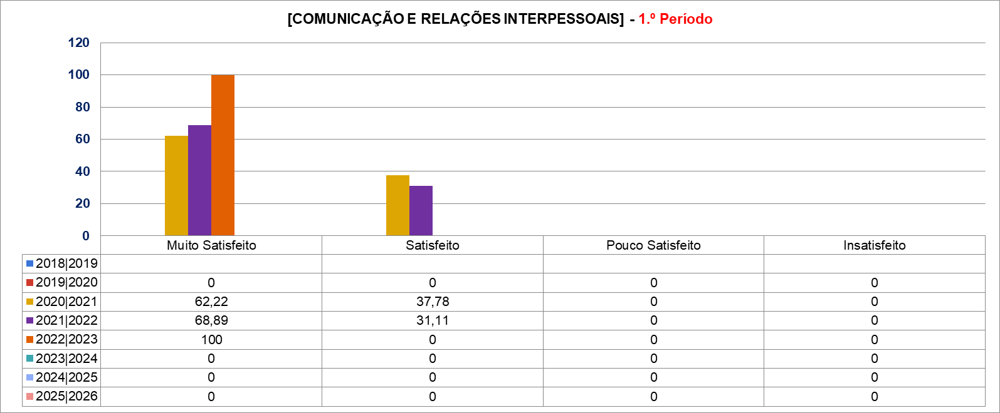 [COMUNICAÇÃO E RELAÇÕES INTERPESSOAIS] - 1.º Período
120
100
80
60
40
20
0
Muito Satisfeito Satisfeito Pouco Satisfeito Insatisfeito
2018|2019
2019|2020 0 0 0 0
2020|2021 62,22 37,78 0 0
2021|2022 68,89 31,11 0 0
2022|2023 100 0 0 0
2023|2024 0 0 0 0
2024|2025 0 0 0 0
2025|2026 0 0 0 0